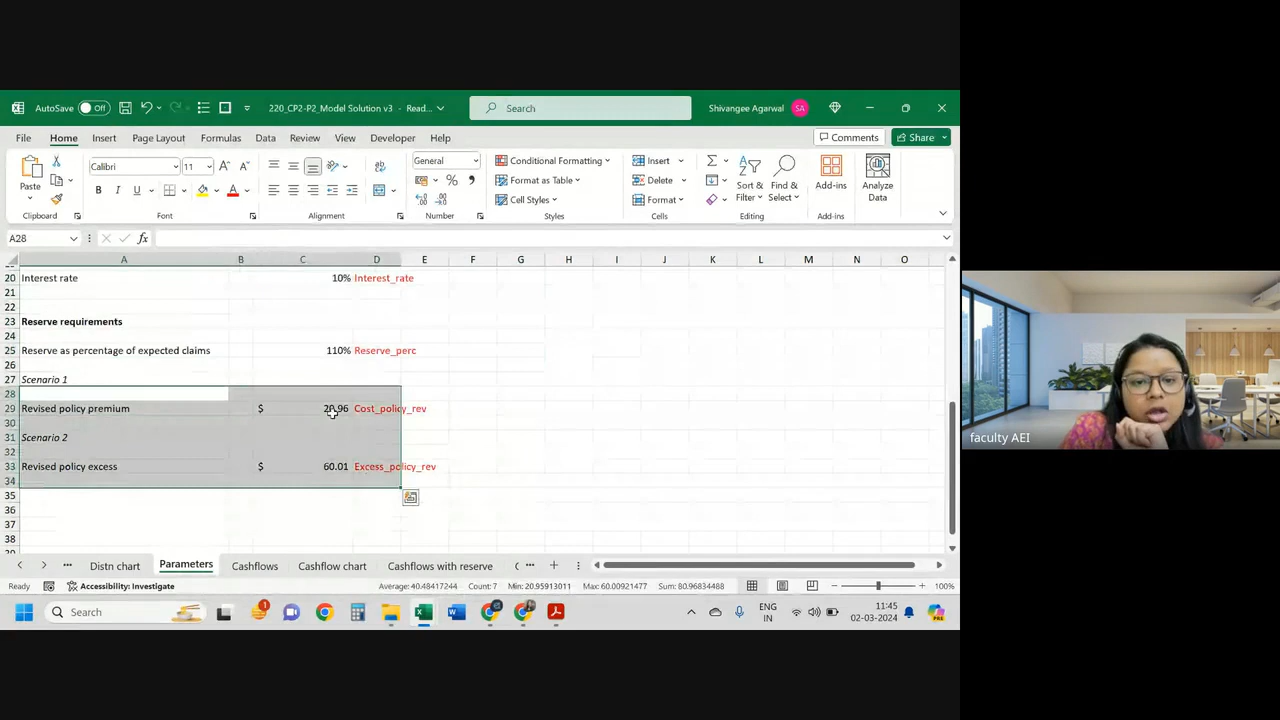 AutoSave Off 220_CP2-P2_Model Solution v3 - Read... Search Shivangee Agarwal SA
File Home Insert Page Layout Formulas Data Review View Developer Help Comments Share
Paste Calibri 11 A A B I U A General % Conditional Formatting Format as Table Cell Styles Insert Delete Format Sort & Filter Find & Select Add-ins Analyze Data
Clipboard Font Alignment Number Styles Cells Editing Add-ins
A28 fx
A B C D E F G H I J K L M N O
20 Interest rate 10% Interest_rate
21
22
23 Reserve requirements
24
25 Reserve as percentage of expected claims 110% Reserve_perc
26
27 Scenario 1
28
29 Revised policy premium $ 20.96 Cost_policy_rev
30
31 Scenario 2
32
33 Revised policy excess $ 60.01 Excess_policy_rev
34
35
36
37
38
Distn chart Parameters Cashflows Cashflow chart Cashflows with reserve
Ready Accessibility: Investigate Average: 40.48417244 Count: 7 Min: 20.95913011 Max: 60.00921477 Sum: 80.96834488 100%
Search 1 ENG IN 11:45 02-03-2024
faculty AEI